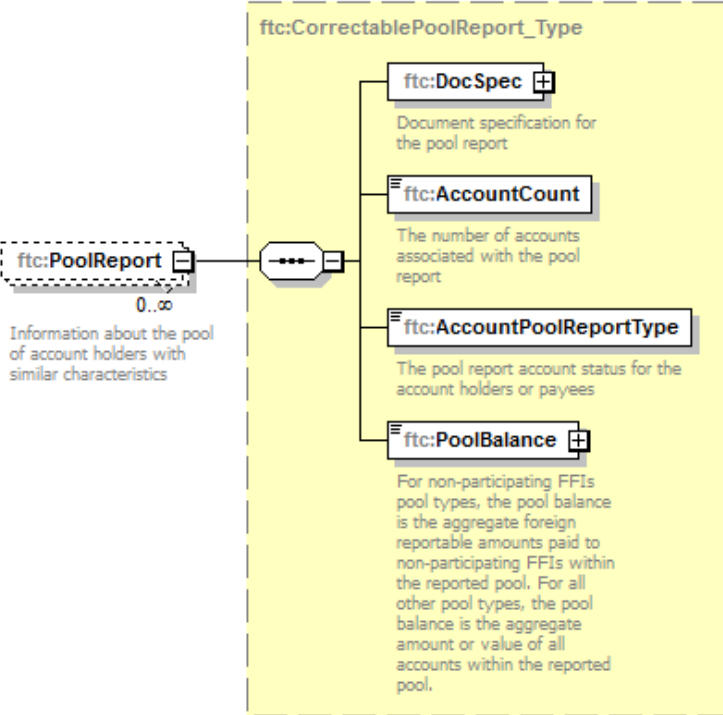 ftc:CorrectablePoolReport_Type
ftc:DocSpec
Document specification for
the pool report
ftc:AccountCount
The number of accounts
associated with the pool
report
ftc:PoolReport
0..∞
Information about the pool
of account holders with
similar characteristics
ftc:AccountPoolReportType
The pool report account status for the
account holders or payees
ftc:PoolBalance
For non-participating FFIs
pool types, the pool balance
is the aggregate foreign
reportable amounts paid to
non-participating FFIs within
the reported pool. For all
other pool types, the pool
balance is the aggregate
amount or value of all
accounts within the reported
pool.